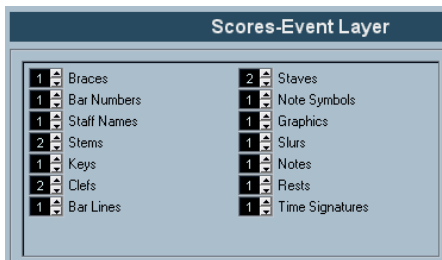 Scores-Event Layer
1 Braces 2 Staves
1 Bar Numbers 1 Note Symbols
1 Staff Names 1 Graphics
2 Stems 1 Slurs
1 Keys 1 Notes
2 Clefs 1 Rests
1 Bar Lines 1 Time Signatures